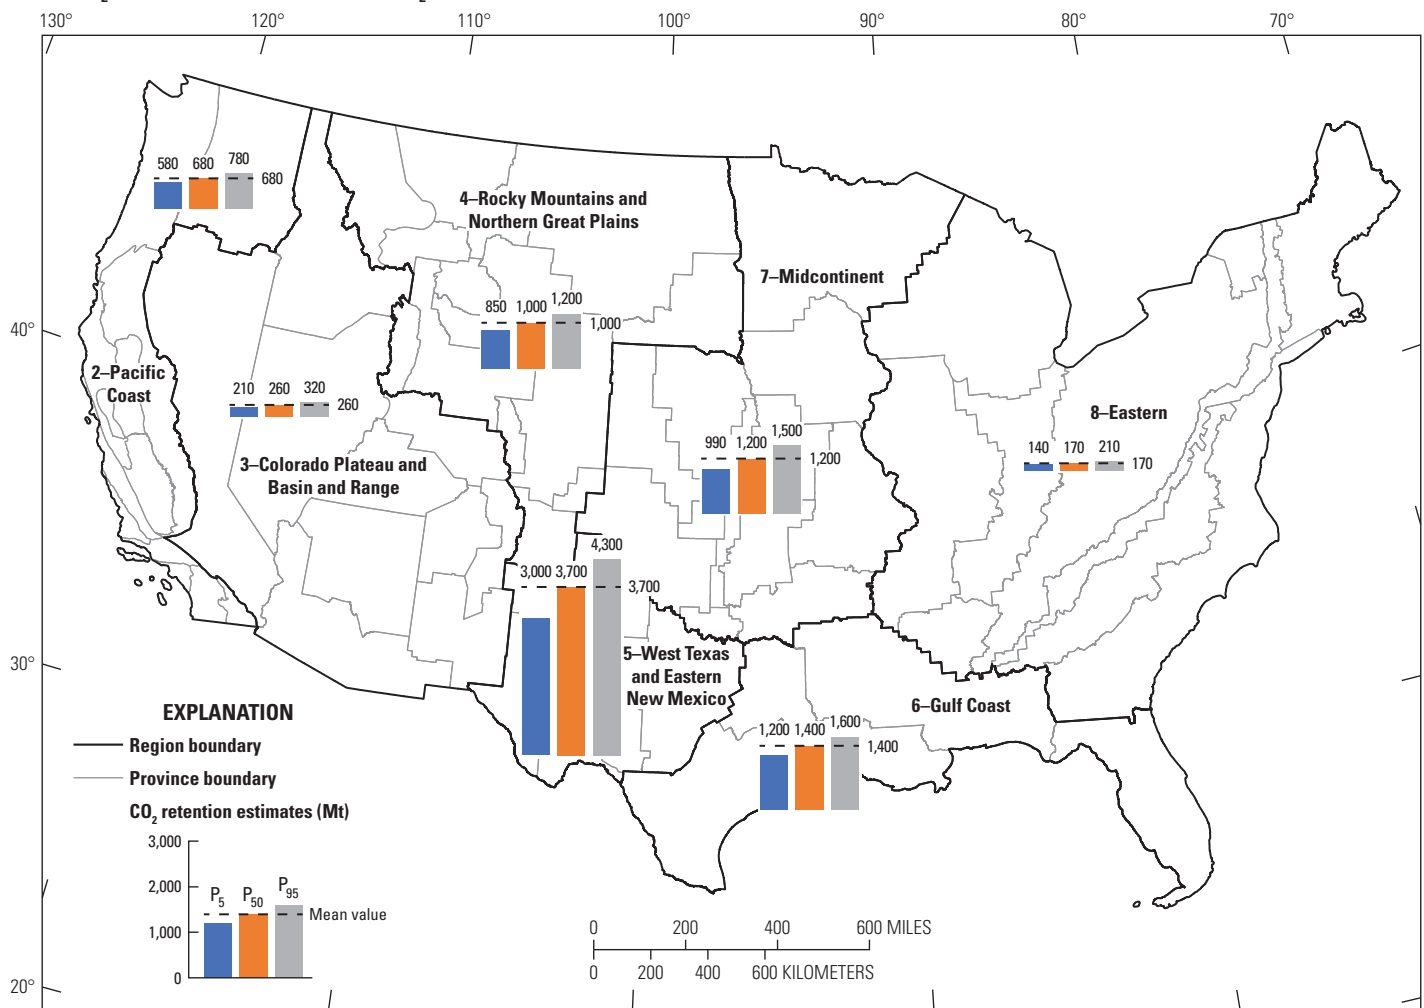 130°
120°
110°
100°
90°
80°
70°
580
680
780
680
4–Rocky Mountains and
Northern Great Plains
7–Midcontinent
850
1,000
1,200
1,000
40°
2–Pacific
Coast
210
260
320
260
8–Eastern
990
1,200
1,500
1,200
140
170
210
170
3–Colorado Plateau and
Basin and Range
3,000
3,700
4,300
3,700
30°
5–West Texas
and Eastern
New Mexico
6–Gulf Coast
1,200
1,400
1,600
1,400
EXPLANATION
Region boundary
Province boundary
CO2 retention estimates (Mt)
3,000
2,000
1,000
0
P5
P50
P95
Mean value
0 200 400 600 MILES
0 200 400 600 KILOMETERS
20°